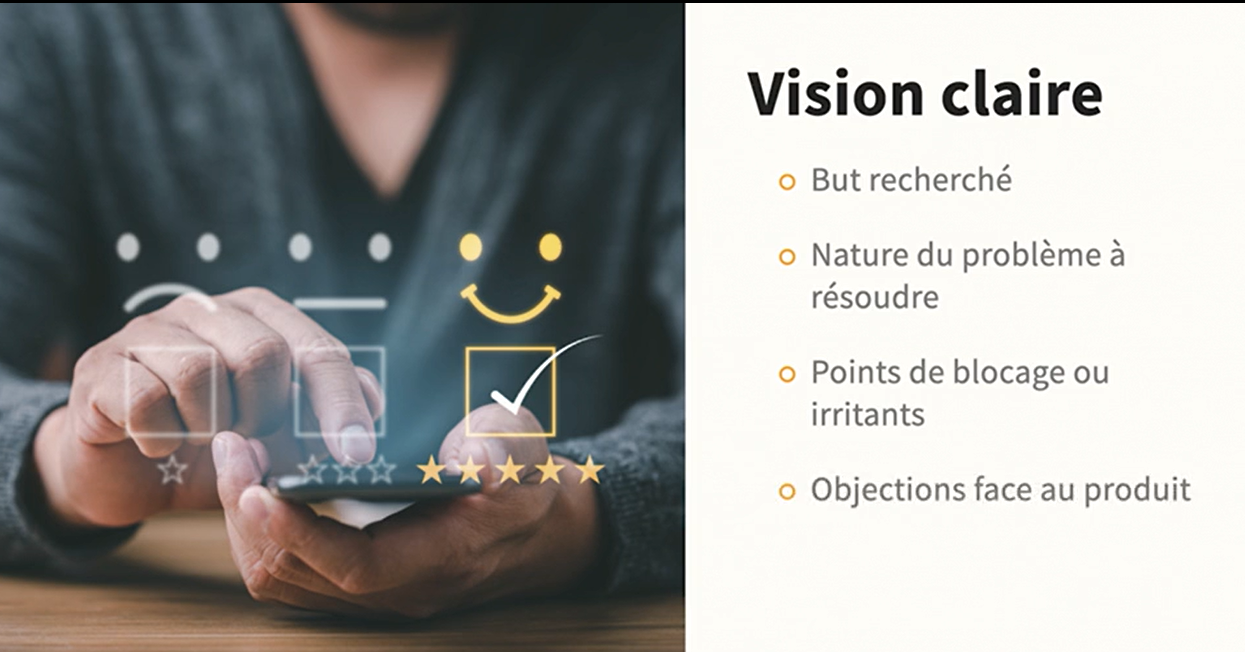 Vision claire
But recherché
Nature du problème à
résoudre
Points de blocage ou
irritants
Objections face au produit